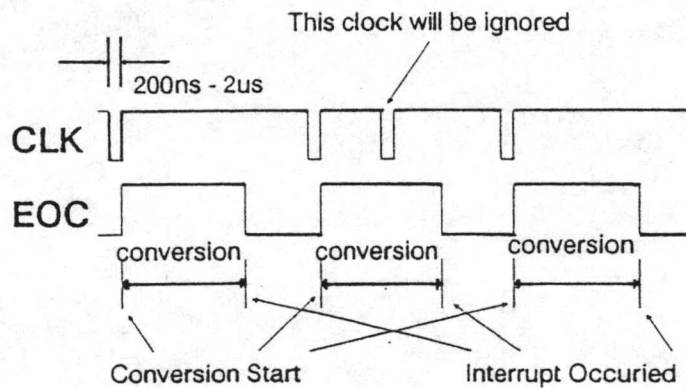 This clock will be ignored
200ns - 2us
CLK
EOC
conversion
conversion
conversion
Conversion Start
Interrupt Occuried